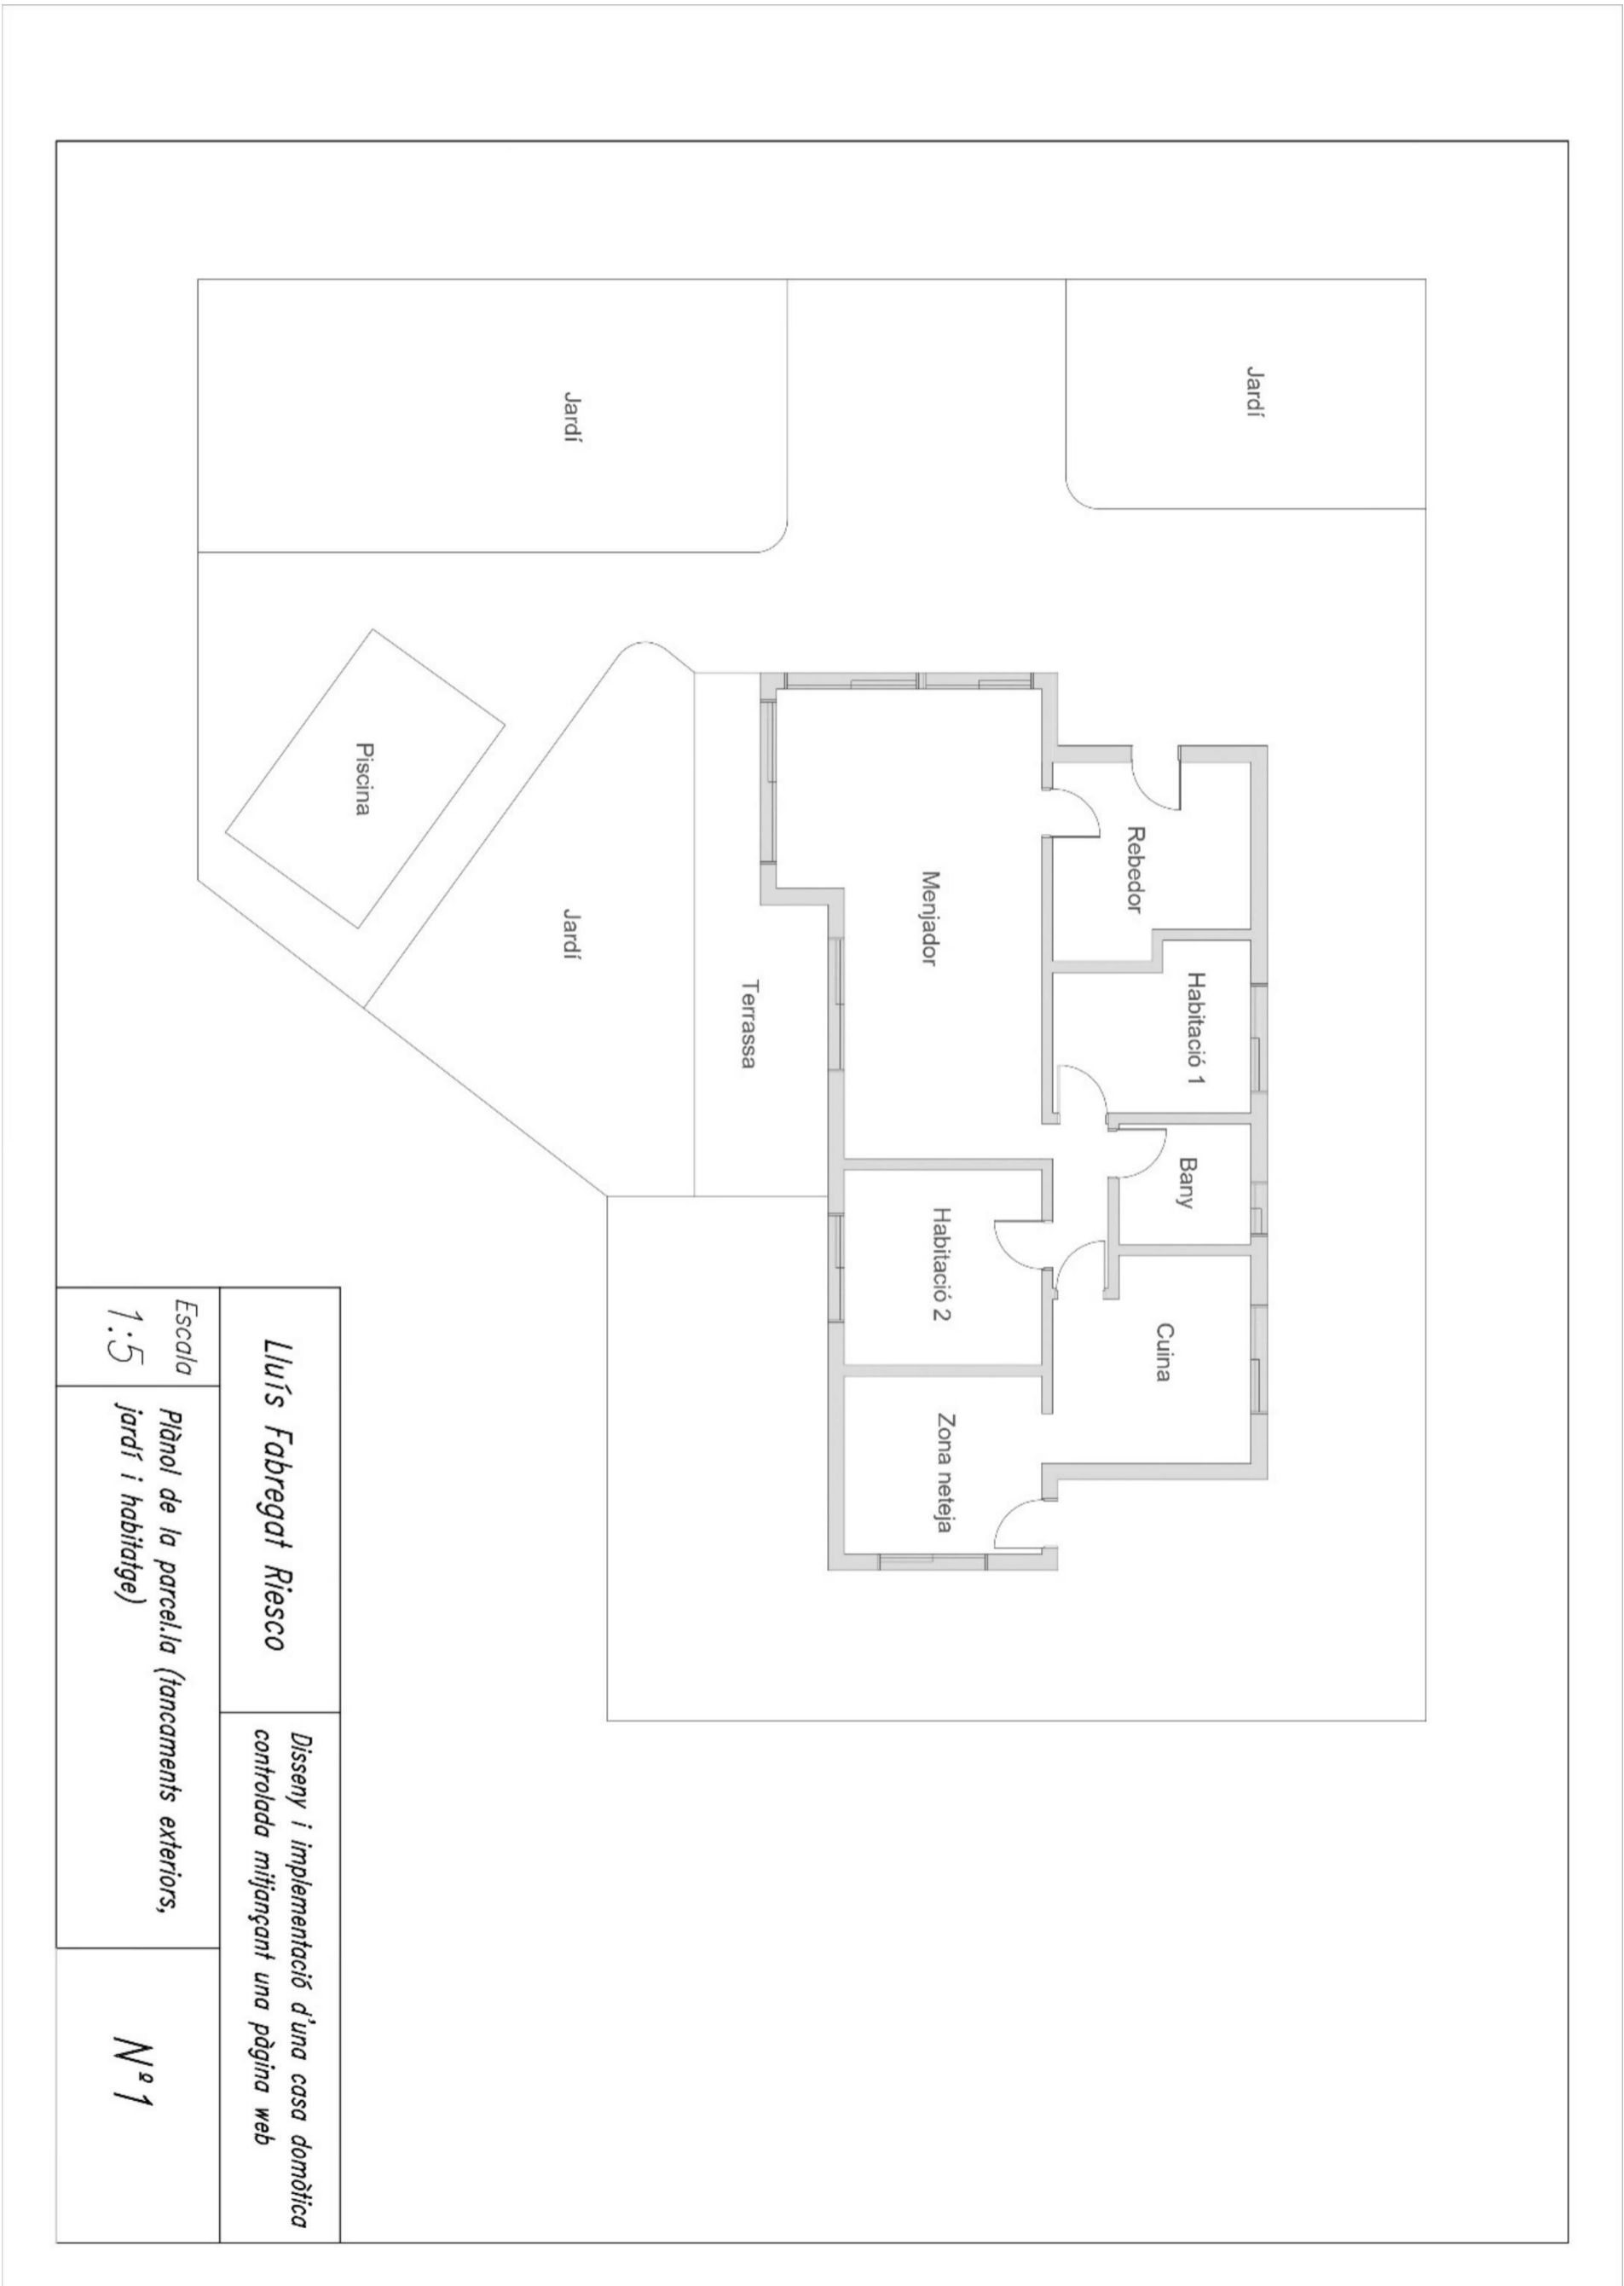 Jardí
Rebedor
Habitació 1
Bany
Cuina
Menjador
Habitació 2
Zona neteja
Terrassa
Jardí
Jardí
Piscina
Lluís Fabregat Riesco
Disseny i implementació d'una casa domòtica
controlada mitjançant una pàgina web
Escala
1:5
Plànol de la parcel.la (tancaments exteriors,
jardí i habitatge)
Nº1